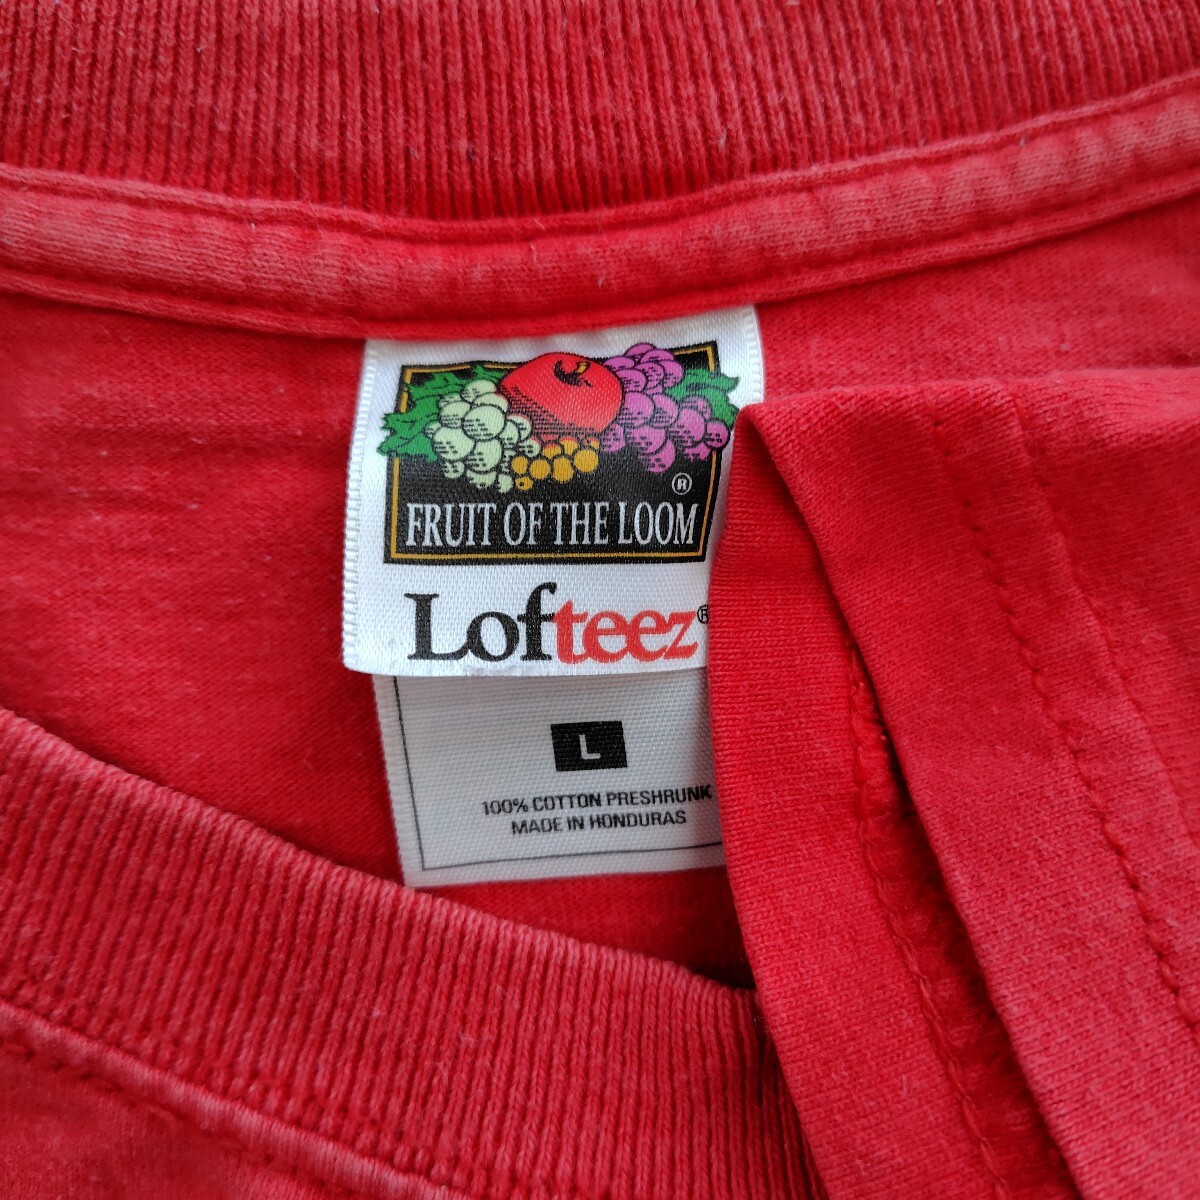 ®
FRUIT OF THE LOOM
Lofteez®
L
100% COTTON PRESHRUNK
MADE IN HONDURAS